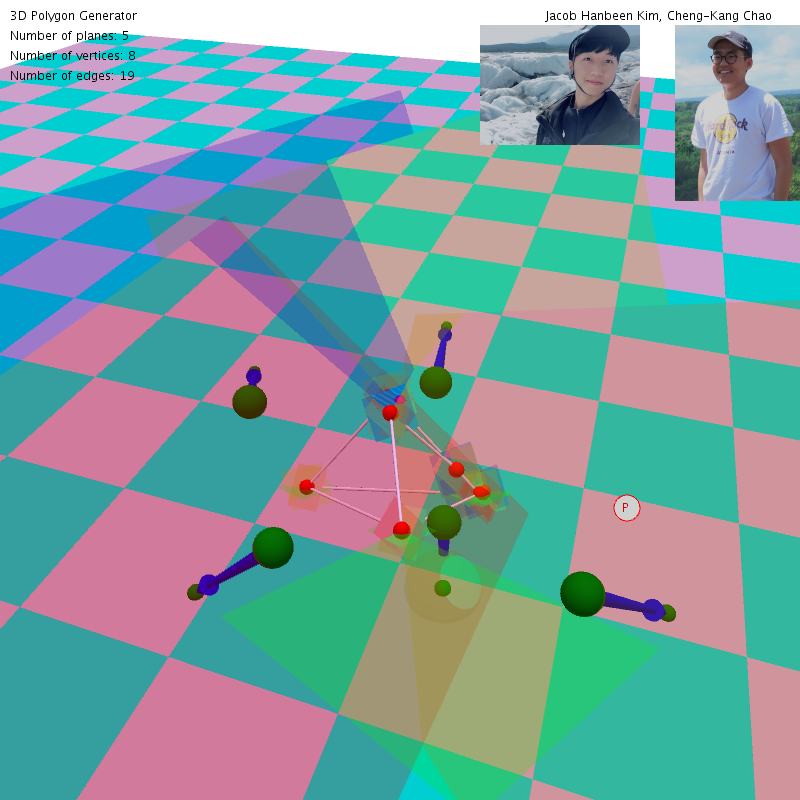 3D Polygon Generator
Jacob Hanbeen Kim, Cheng-Kang Chao
Number of planes: 5
Number of vertices: 8
Number of edges: 19
P